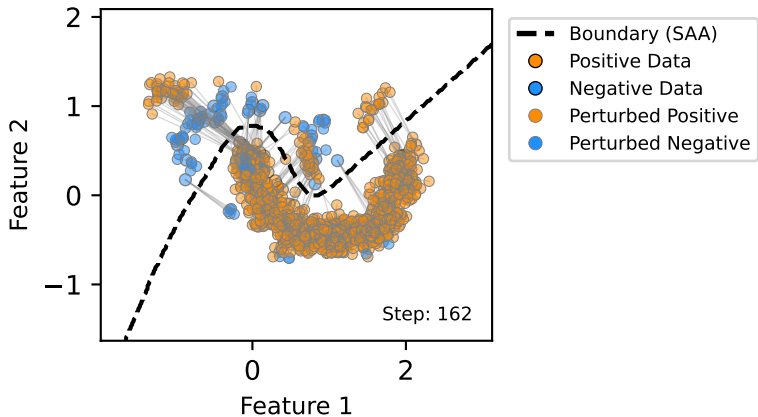 2
1
0
−1
Feature 2
0
2
Feature 1
Step: 162
Boundary (SAA)
Positive Data
Negative Data
Perturbed Positive
Perturbed Negative